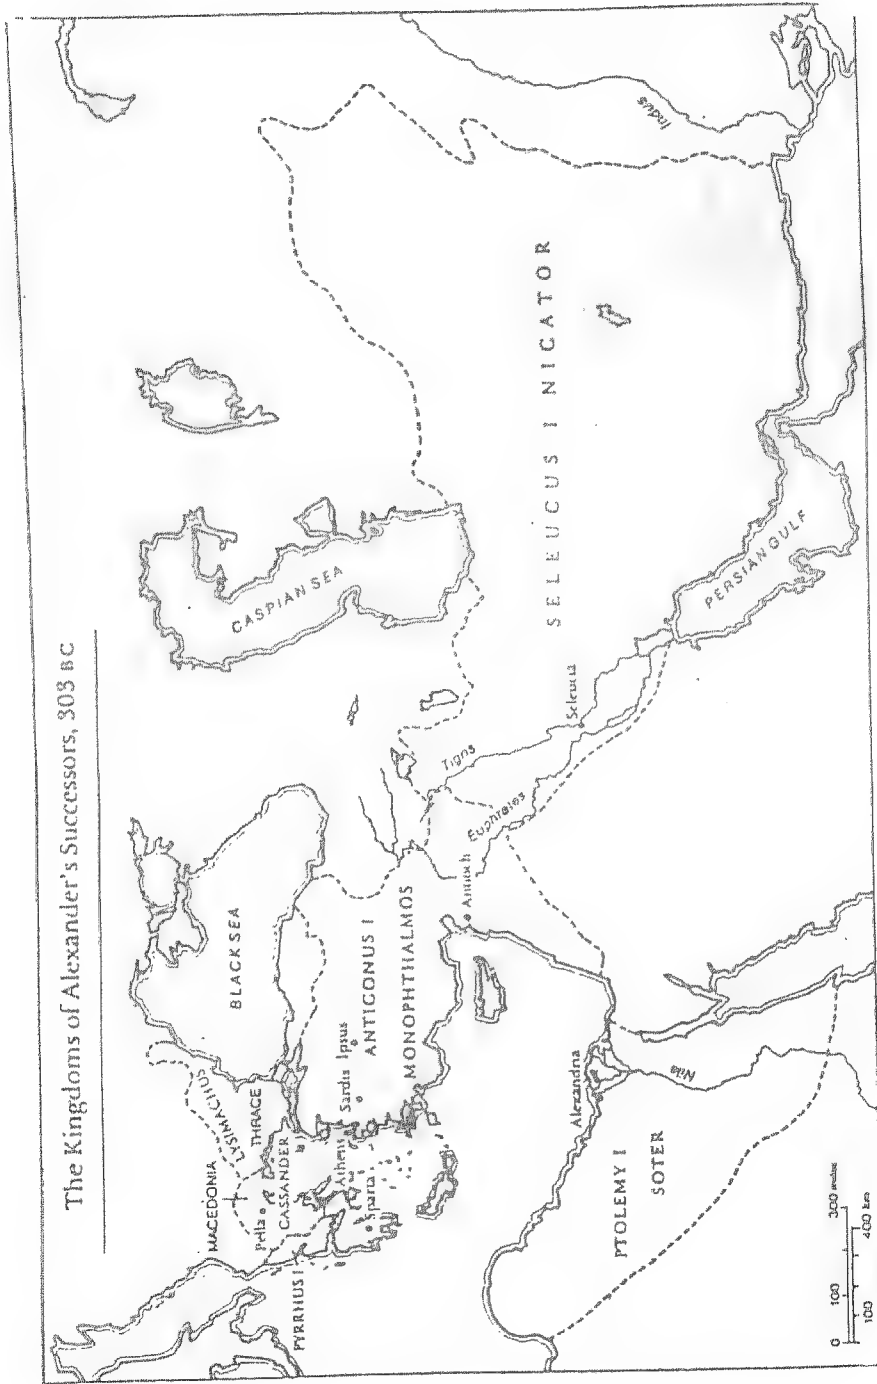 The Kingdoms of Alexander's Successors, 303 BC
MACEDONIA
LYSIMACHUS
THRACE
BLACK SEA
CASPIAN SEA
Pella
CASSANDER
PYRRHUS I
Athens
Sparta
Sardis
Ipsus
ANTIGONUS I
MONOPHTHALMOS
Antioch
Tigris
Euphrates
Seleucia
SELEUCUS I NICATOR
Indus
PERSIAN GULF
Alexandria
Nile
PTOLEMY I
SOTER
0 100 300 miles
100 400 km